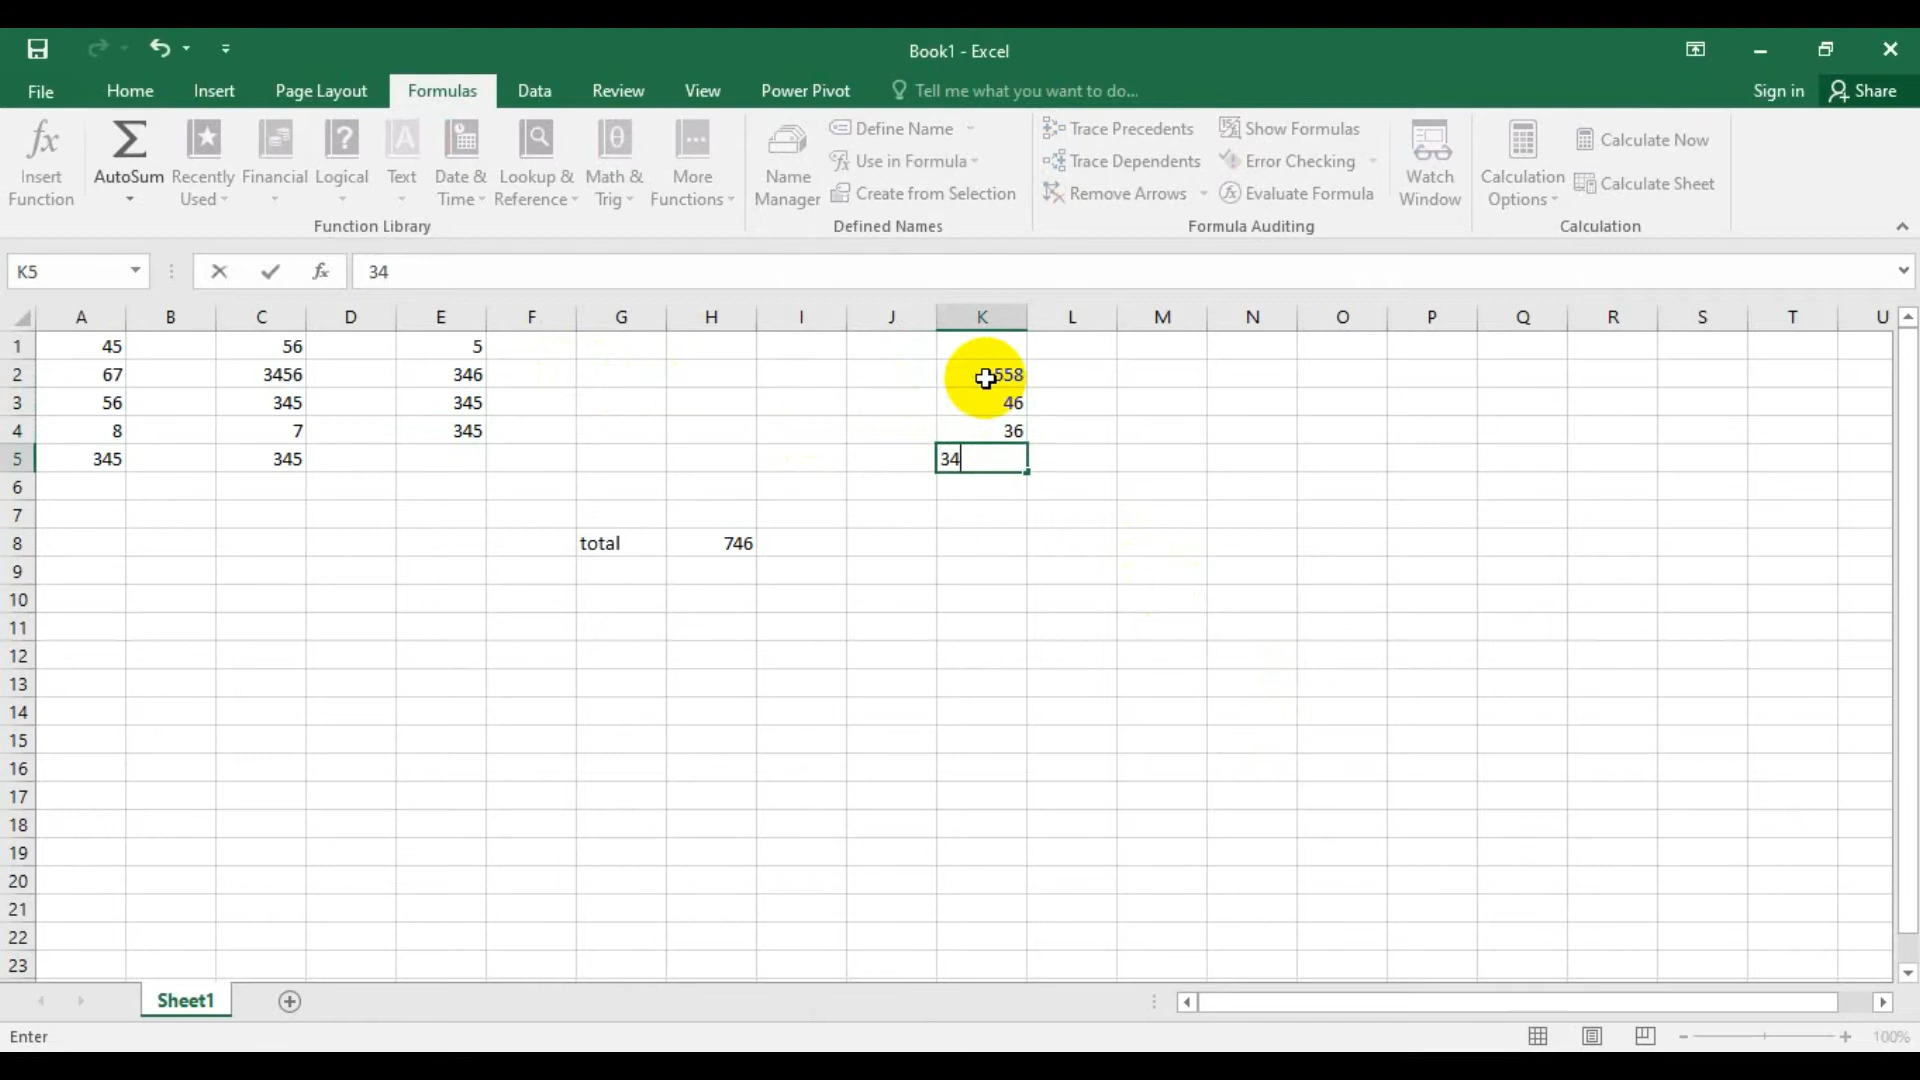 Book1 - Excel
File Home Insert Page Layout Formulas Data Review View Power Pivot Tell me what you want to do... Sign in Share
Insert Function
AutoSum
Recently Used
Financial
Logical
Text
Date & Time
Lookup & Reference
Math & Trig
More Functions
Function Library
Name Manager
Define Name
Use in Formula
Create from Selection
Defined Names
Trace Precedents
Trace Dependents
Remove Arrows
Show Formulas
Error Checking
Evaluate Formula
Formula Auditing
Watch Window
Calculation Options
Calculate Now
Calculate Sheet
Calculation
K5 fx 34
A B C D E F G H I J K L M N O P Q R S T U
1 45 56 5
2 67 3456 346 558
3 56 345 345 46
4 8 7 345 36
5 345 345 34
6
7
8 total 746
9
10
11
12
13
14
15
16
17
18
19
20
21
22
23
Sheet1
Enter 100%